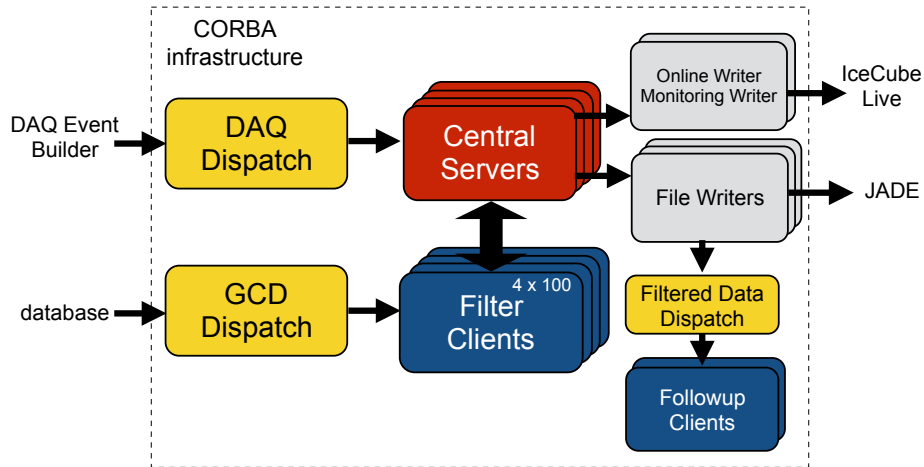 CORBA
infrastructure
DAQ Event
Builder
DAQ
Dispatch
Central
Servers
Online Writer
Monitoring Writer
IceCube
Live
File Writers
JADE
database
GCD
Dispatch
4 x 100
Filter
Clients
Filtered Data
Dispatch
Followup
Clients